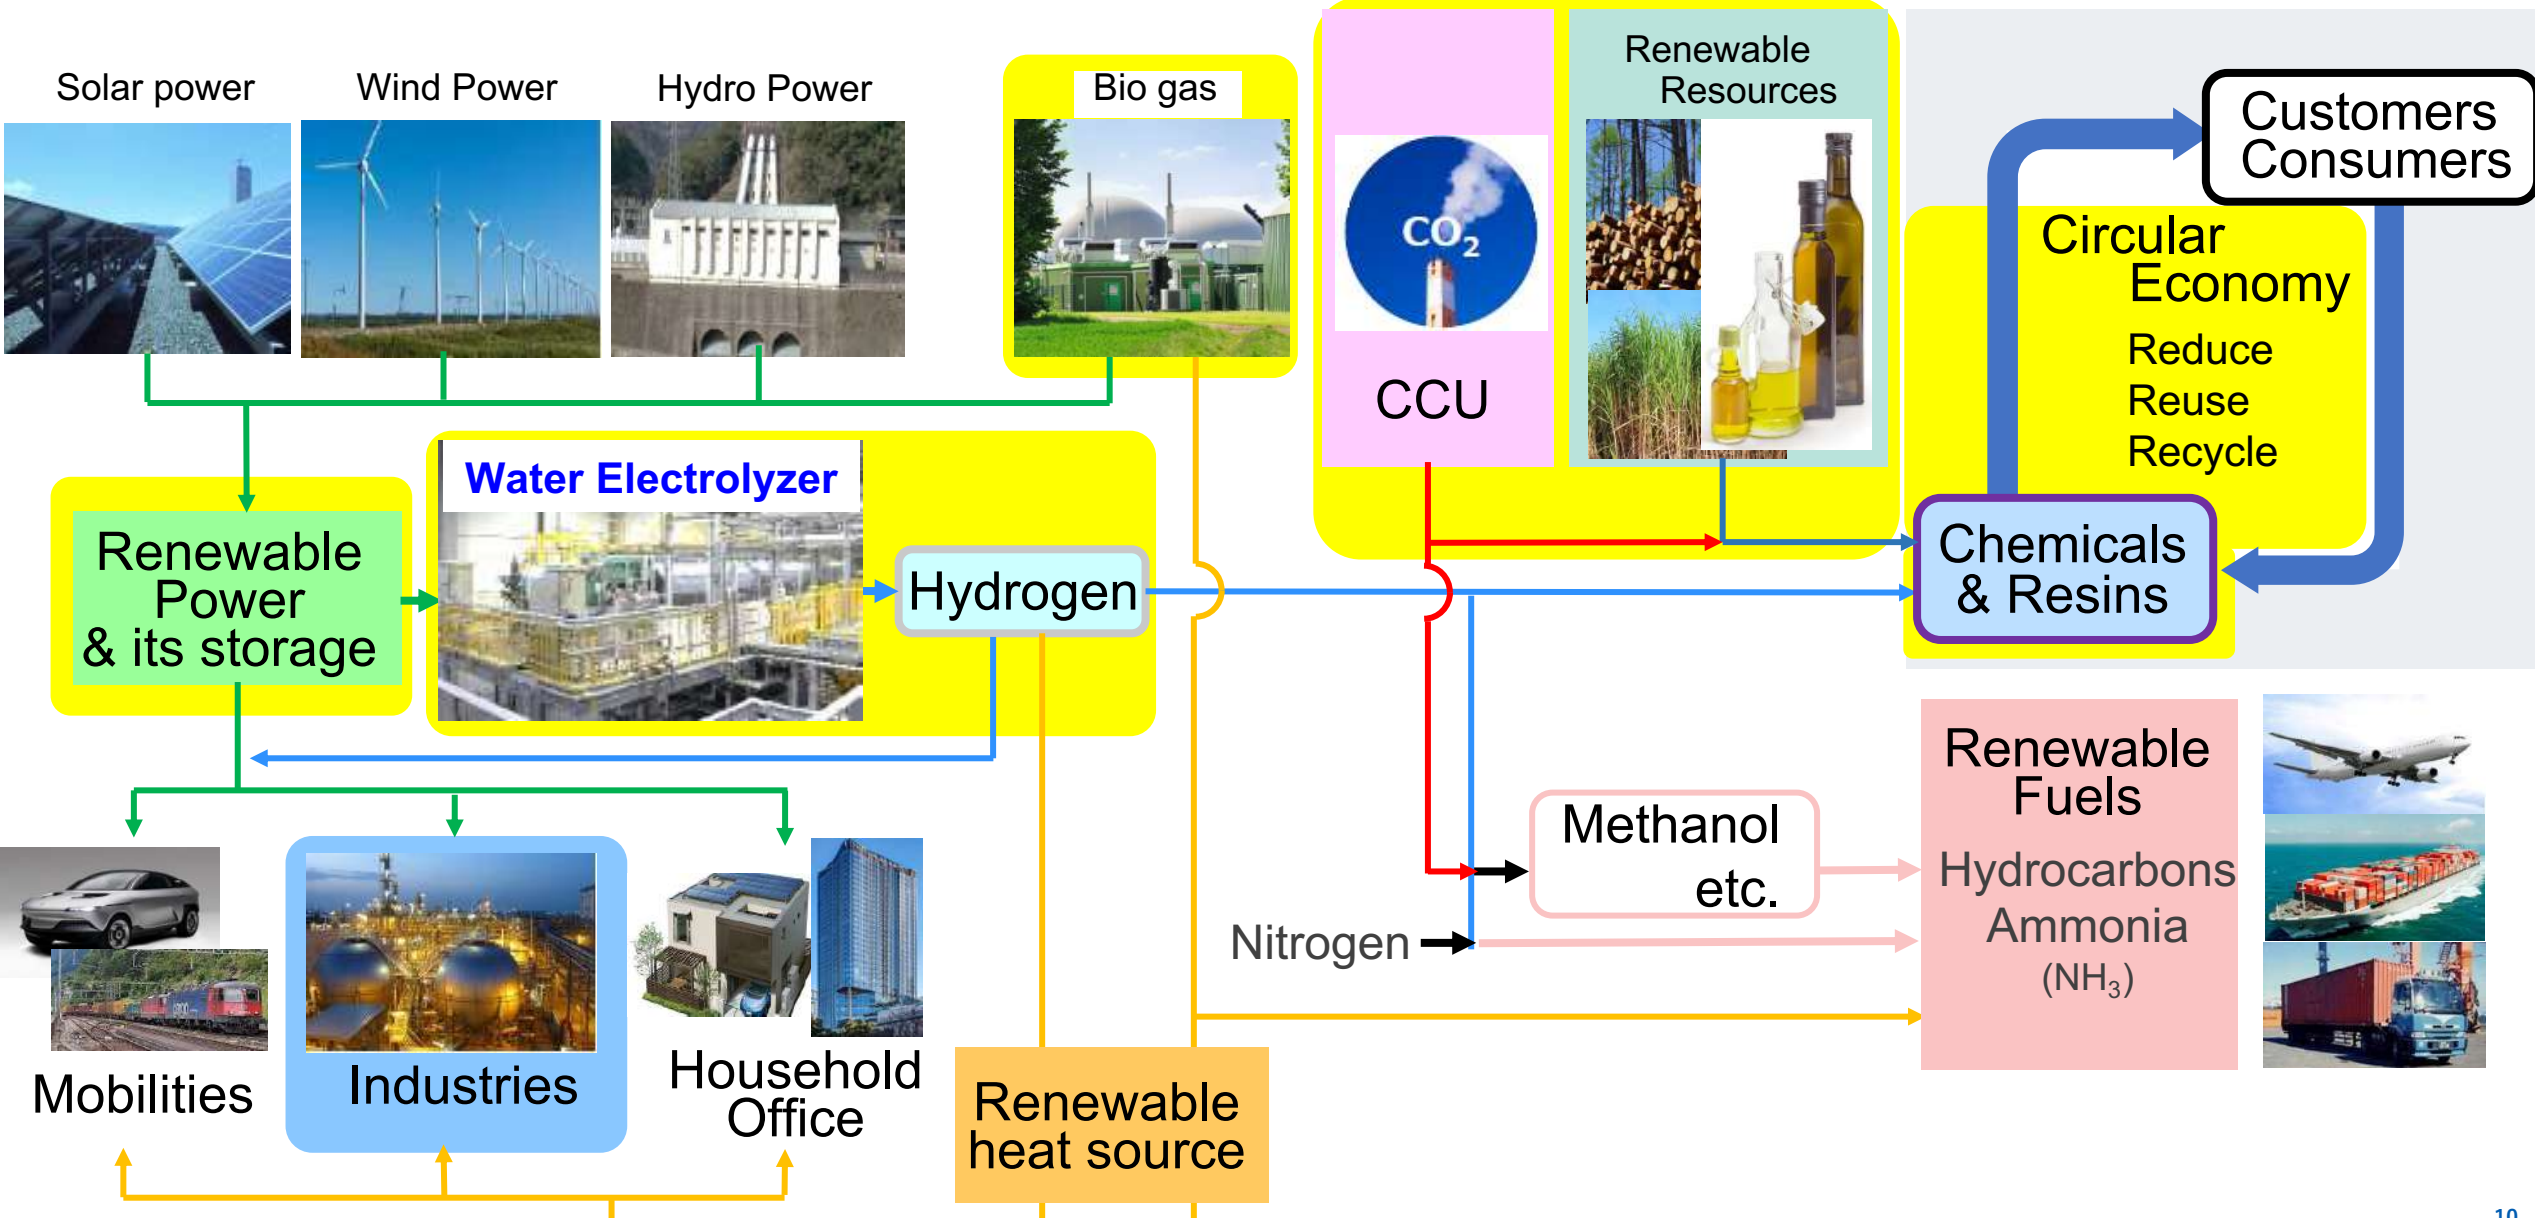 Solar power
Wind Power
Hydro Power
Bio gas
Renewable
Resources
Customers
Consumers
CO2
CCU
Circular
Economy
Reduce
Reuse
Recycle
Water Electrolyzer
Renewable
Power
& its storage
Hydrogen
Chemicals
& Resins
Renewable
Fuels
Methanol
etc.
Hydrocarbons
Nitrogen
Ammonia
(NH3)
Mobilities
Industries
Household
Office
Renewable
heat source
10